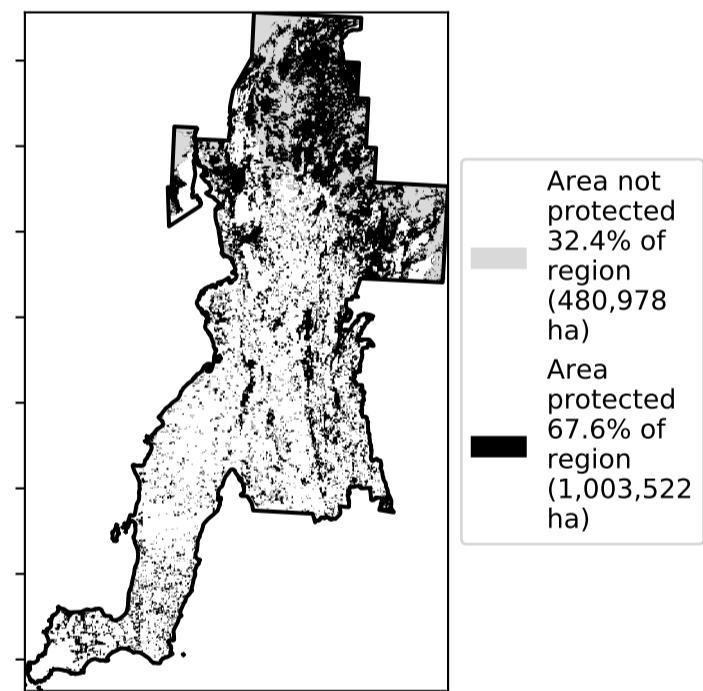 Area not
protected
32.4% of
region
(480,978
ha)
Area
protected
67.6% of
region
(1,003,522
ha)